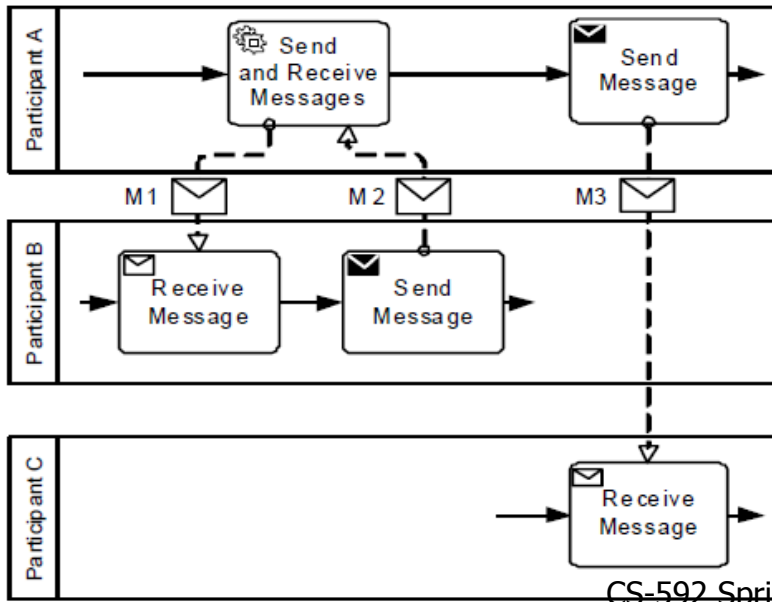 Participant A
Send
and Receive
Messages
Send
Message
M1
M2
M3
Participant B
Receive
Message
Send
Message
Participant C
Receive
Message
CS-592 Spri